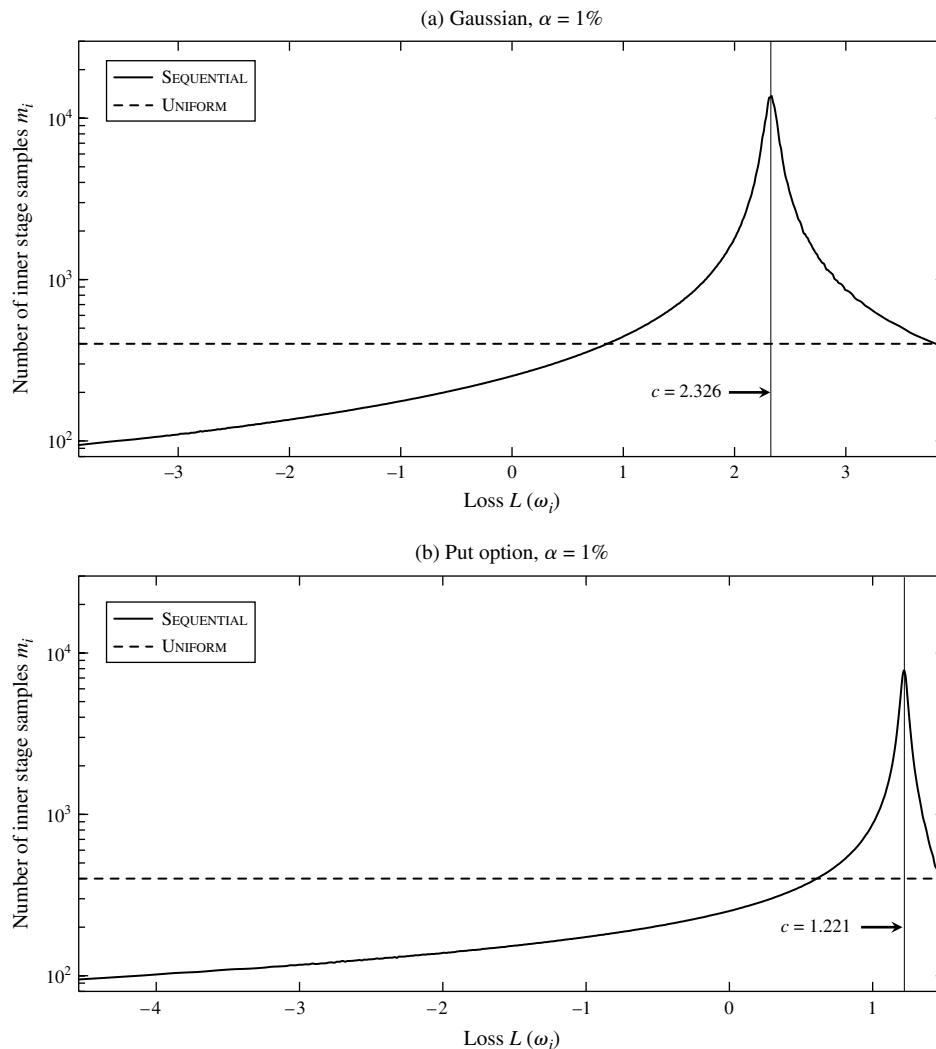 (a) Gaussian, α = 1%
Number of inner stage samples m_i
10^4
10^3
10^2
SEQUENTIAL
UNIFORM
c = 2.326
−3 −2 −1 0 1 2 3
Loss L (ω_i)
(b) Put option, α = 1%
Number of inner stage samples m_i
10^4
10^3
10^2
SEQUENTIAL
UNIFORM
c = 1.221
−4 −3 −2 −1 0 1
Loss L (ω_i)